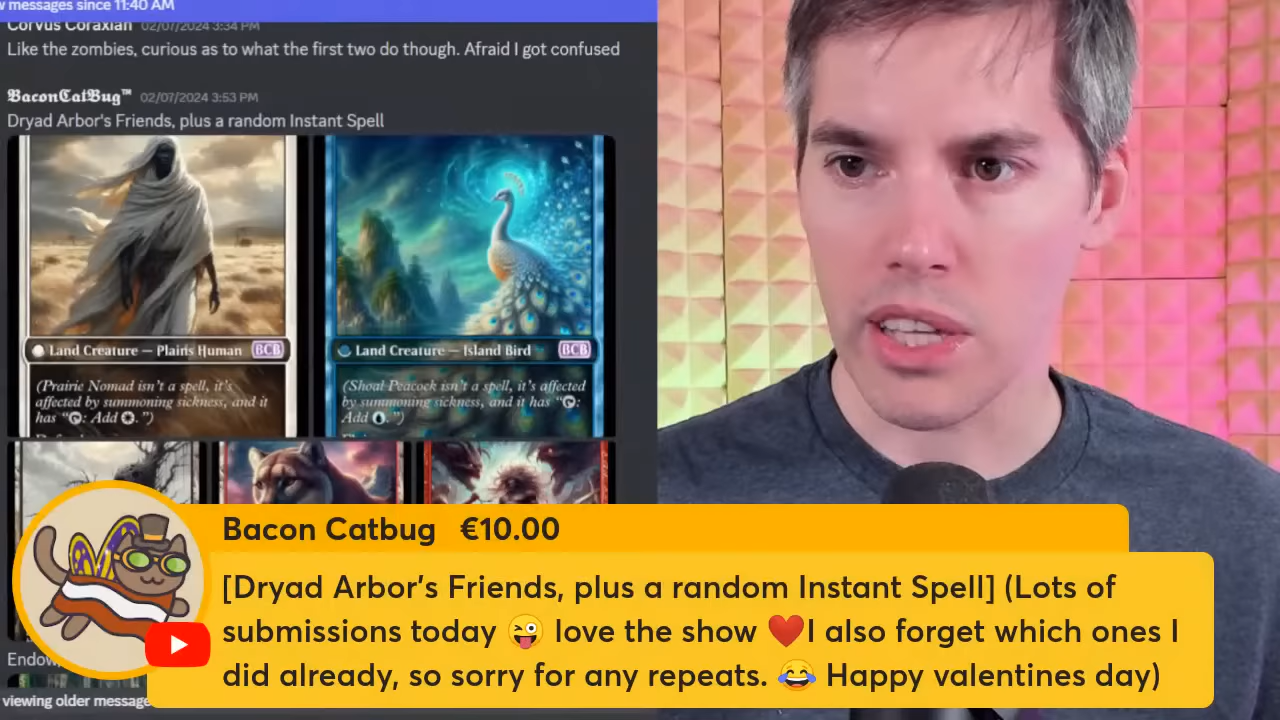 w messages since 11:40 AM
Corvus Coraxian 02/07/2024 3:34 PM
Like the zombies, curious as to what the first two do though. Afraid I got confused
BaconCatBug™ 02/07/2024 3:53 PM
Dryad Arbor's Friends, plus a random Instant Spell
Land Creature — Plains Human BCB
(Prairie Nomad isn't a spell, it's
affected by summoning sickness, and it
has “: Add .”)
Land Creature — Island Bird BCB
(Shoal Peacock isn't a spell, it's affected
by summoning sickness, and it has “:
Add .”)
Bacon Catbug €10.00
[Dryad Arbor's Friends, plus a random Instant Spell] (Lots of
submissions today 😜 love the show ❤️I also forget which ones I
did already, so sorry for any repeats. 😂 Happy valentines day)
Endow
viewing older message